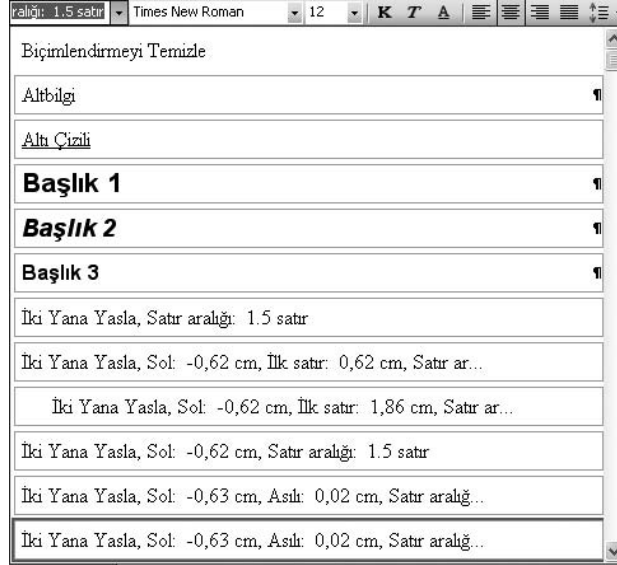 ralığı: 1.5 satır Times New Roman 12 K T A
Biçimlendirmeyi Temizle
Altbilgi ¶
Altı Çizili
Başlık 1 ¶
Başlık 2 ¶
Başlık 3 ¶
İki Yana Yasla, Satır aralığı: 1.5 satır
İki Yana Yasla, Sol: -0,62 cm, İlk satır: 0,62 cm, Satır ar...
İki Yana Yasla, Sol: -0,62 cm, İlk satır: 1,86 cm, Satır ar...
İki Yana Yasla, Sol: -0,62 cm, Satır aralığı: 1.5 satır
İki Yana Yasla, Sol: -0,63 cm, Asılı: 0,02 cm, Satır aralığ...
İki Yana Yasla, Sol: -0,63 cm, Asılı: 0,02 cm, Satır aralığ...